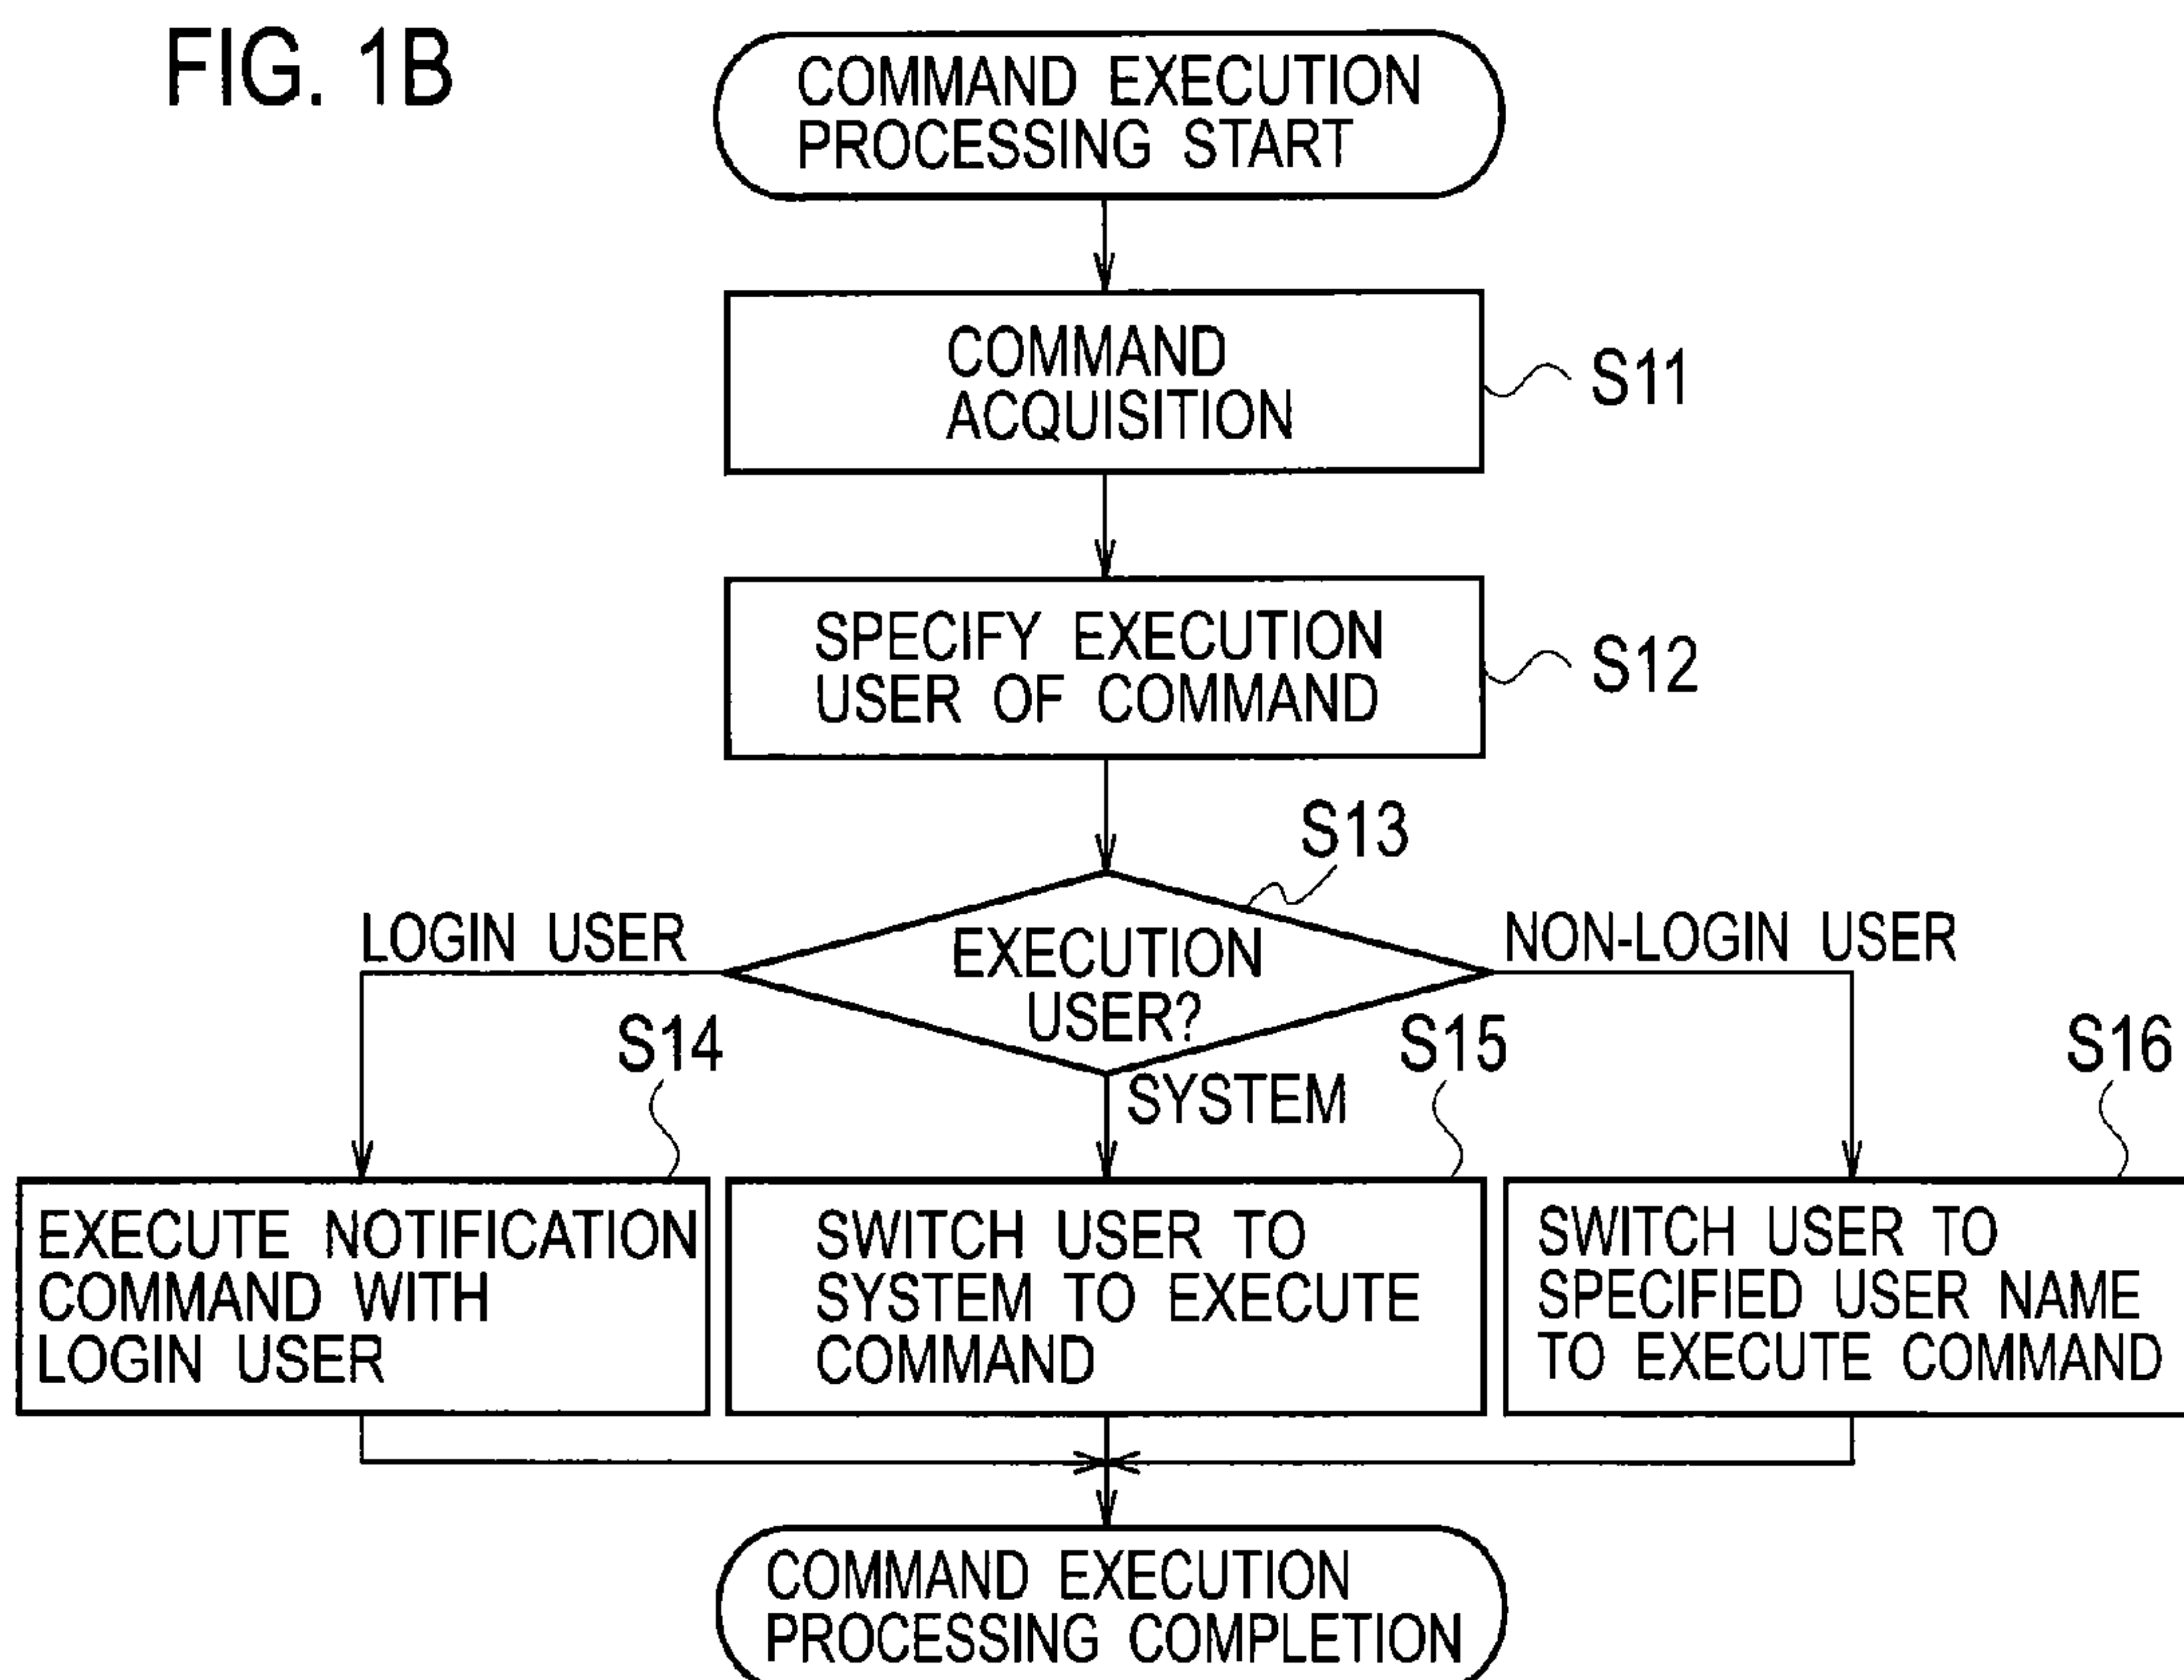 FIG. 1B
COMMAND EXECUTION
PROCESSING START
COMMAND
ACQUISITION
S11
SPECIFY EXECUTION
USER OF COMMAND
S12
S13
LOGIN USER
EXECUTION
USER?
NON-LOGIN USER
SYSTEM
S14
EXECUTE NOTIFICATION
COMMAND WITH
LOGIN USER
S15
SWITCH USER TO
SYSTEM TO EXECUTE
COMMAND
S16
SWITCH USER TO
SPECIFIED USER NAME
TO EXECUTE COMMAND
COMMAND EXECUTION
PROCESSING COMPLETION